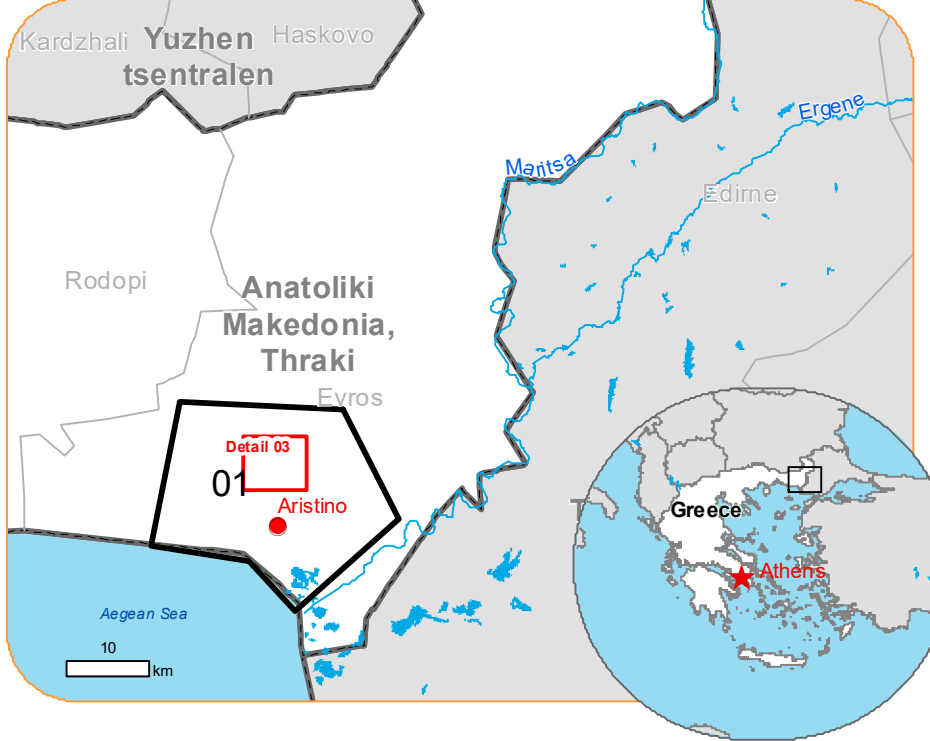 Kardzhali
Yuzhen
tsentralen
Haskovo
Ergene
Maritsa
Edirne
Rodopi
Anatoliki
Makedonia,
Thraki
Evros
Detail 03
01
Aristino
Greece
Athens
Aegean Sea
10
km